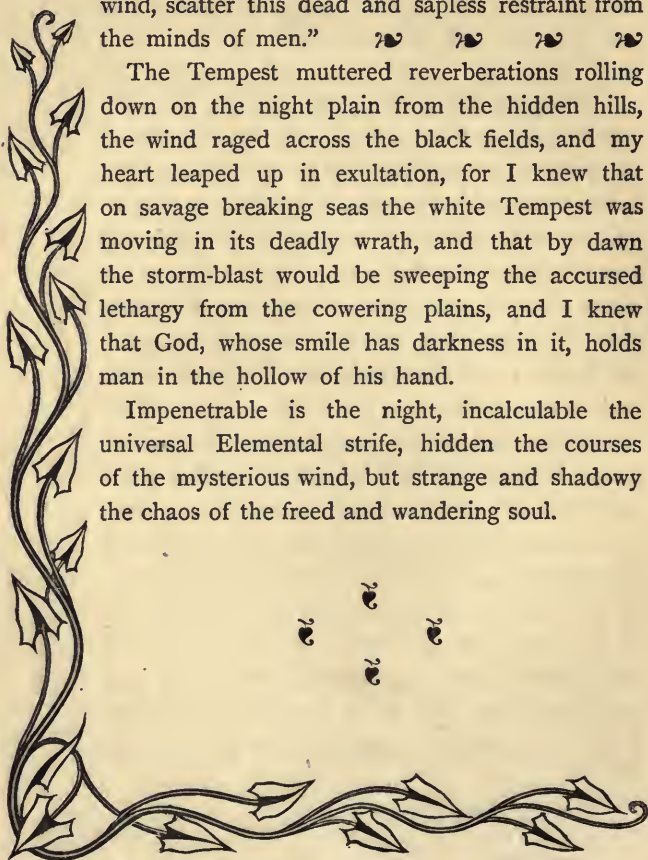 wind, scatter this dead and sapless restraint from
the minds of men.” ❧ ❧ ❧ ❧
The Tempest muttered reverberations rolling
down on the night plain from the hidden hills,
the wind raged across the black fields, and my
heart leaped up in exultation, for I knew that
on savage breaking seas the white Tempest was
moving in its deadly wrath, and that by dawn
the storm-blast would be sweeping the accursed
lethargy from the cowering plains, and I knew
that God, whose smile has darkness in it, holds
man in the hollow of his hand.
Impenetrable is the night, incalculable the
universal Elemental strife, hidden the courses
of the mysterious wind, but strange and shadowy
the chaos of the freed and wandering soul.